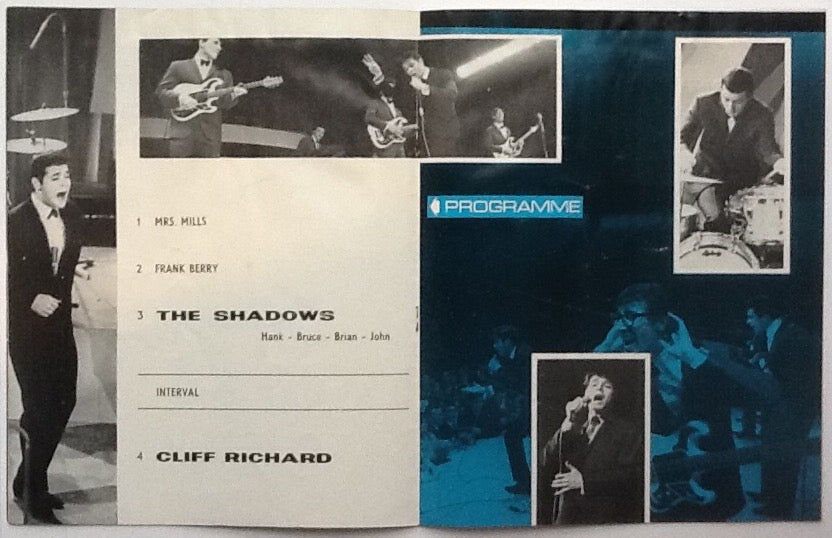 1 MRS. MILLS
2 FRANK BERRY
3 THE SHADOWS
Hank - Bruce - Brian - John
INTERVAL
4 CLIFF RICHARD
PROGRAMME